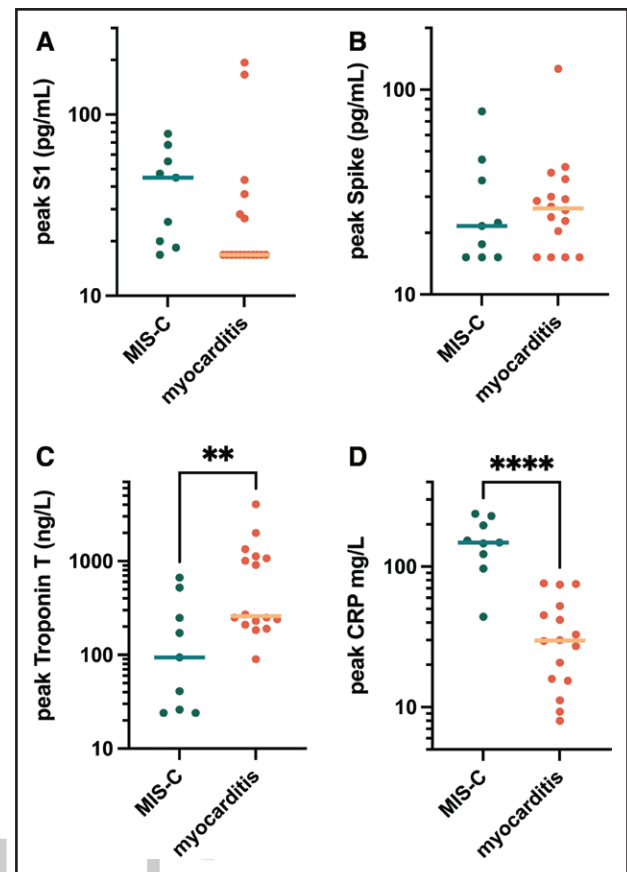 A
peak S1 (pg/mL)
100
10
MIS-C
myocarditis
B
peak Spike (pg/mL)
100
10
MIS-C
myocarditis
C
**
peak Troponin T (ng/L)
1000
100
10
MIS-C
myocarditis
D
****
peak CRP mg/L
100
10
MIS-C
myocarditis